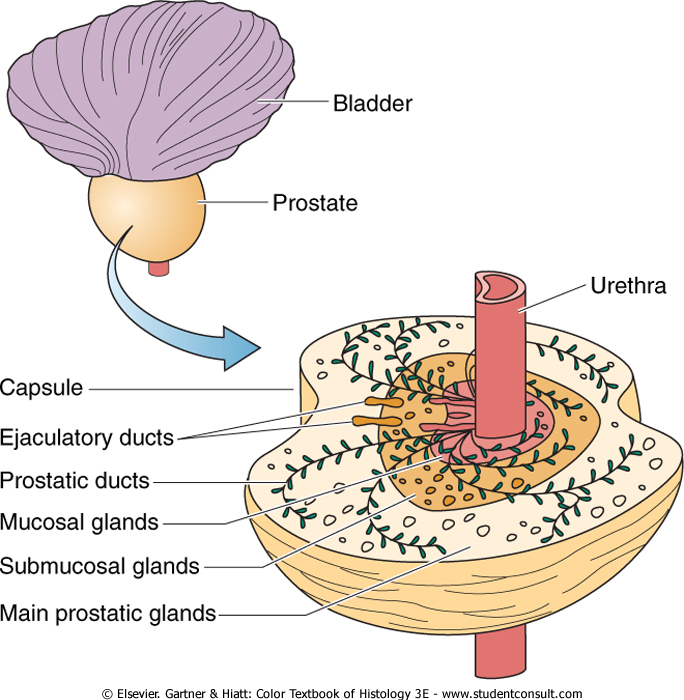 Bladder
Prostate
Urethra
Capsule
Ejaculatory ducts
Prostatic ducts
Mucosal glands
Submucosal glands
Main prostatic glands
© Elsevier. Gartner & Hiatt: Color Textbook of Histology 3E - www.studentconsult.com